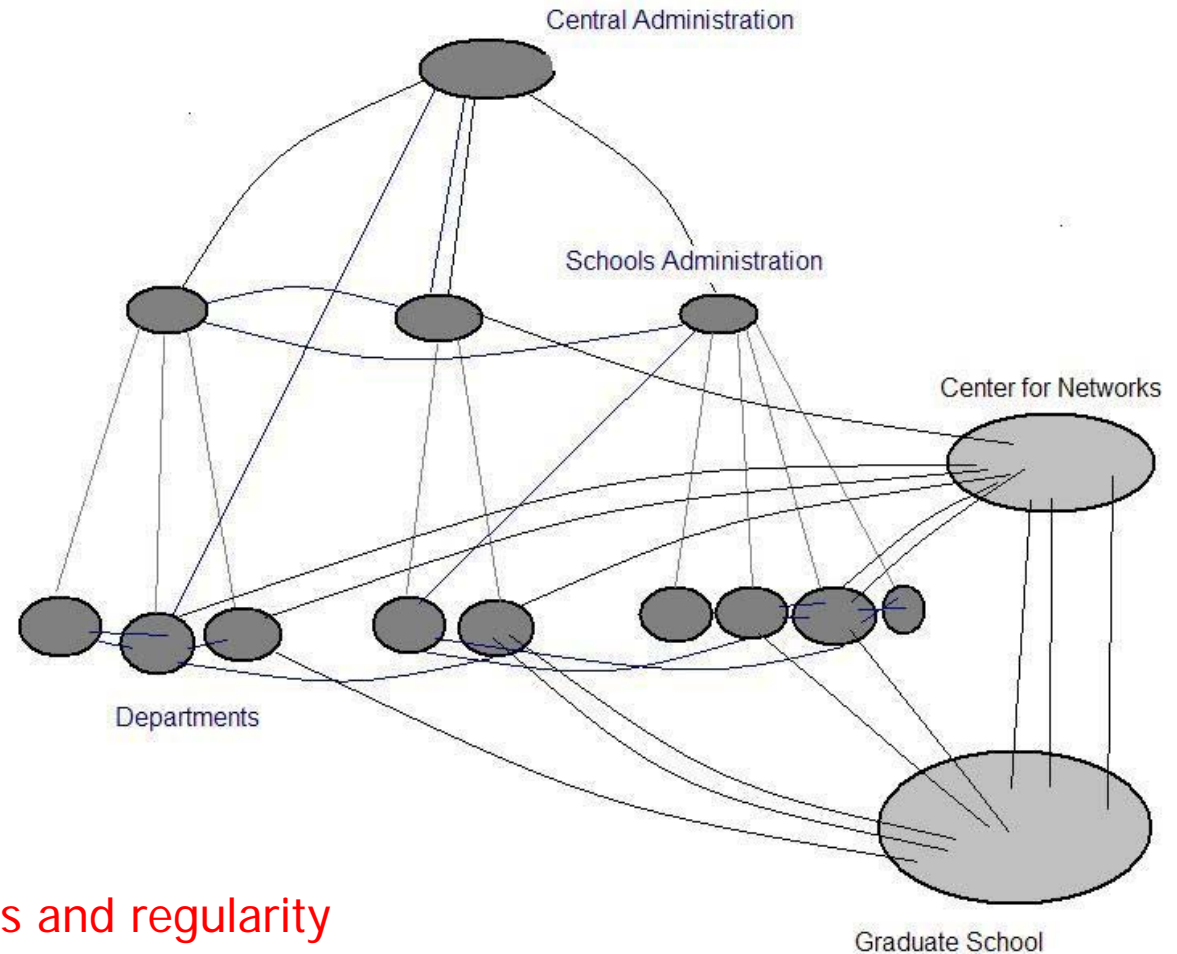 Central Administration
Schools Administration
Center for Networks
Departments
s and regularity
Graduate School